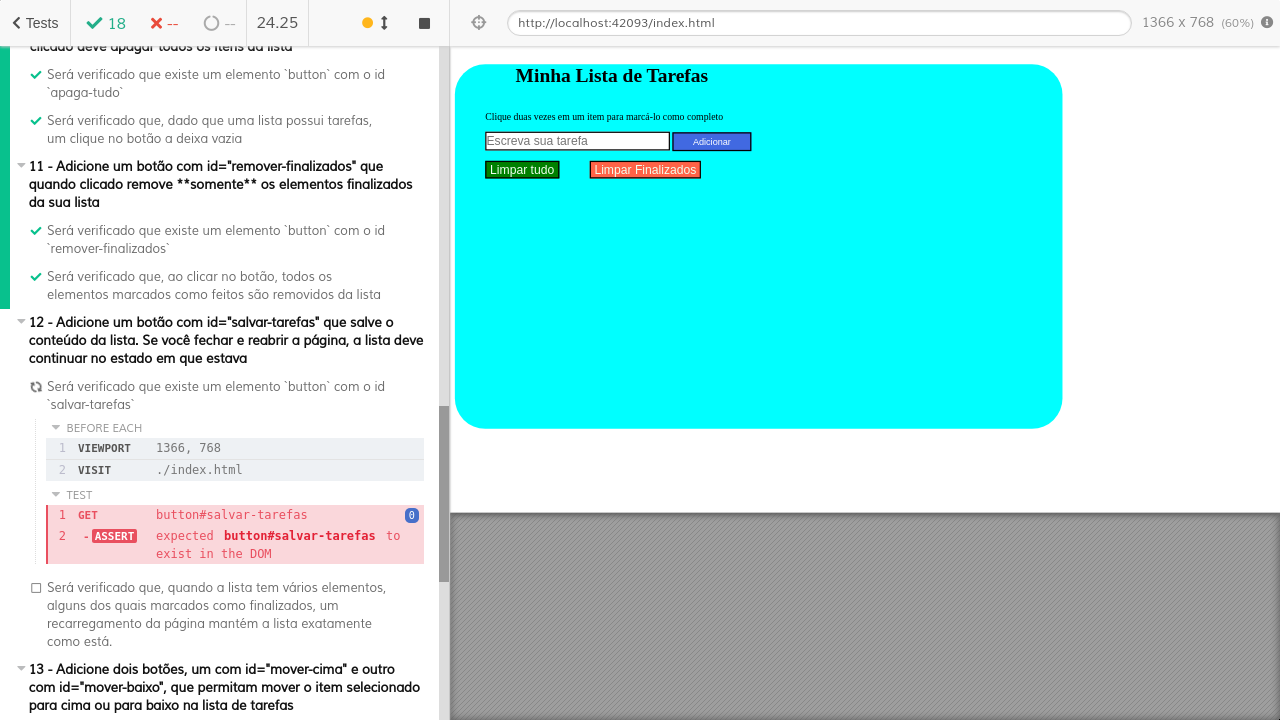 Tests
18
--
--
24.25
http://localhost:42093/index.html
1366 x 768 (60%)
clicado deve apagar todos os itens da lista
Será verificado que existe um elemento `button` com o id
`apaga-tudo`
Será verificado que, dado que uma lista possui tarefas,
um clique no botão a deixa vazia
11 - Adicione um botão com id="remover-finalizados" que
quando clicado remove **somente** os elementos finalizados
da sua lista
Será verificado que existe um elemento `button` com o id
`remover-finalizados`
Será verificado que, ao clicar no botão, todos os
elementos marcados como feitos são removidos da lista
12 - Adicione um botão com id="salvar-tarefas" que salve o
conteúdo da lista. Se você fechar e reabrir a página, a lista deve
continuar no estado em que estava
Será verificado que existe um elemento `button` com o id
`salvar-tarefas`
BEFORE EACH
1 VIEWPORT 1366, 768
2 VISIT ./index.html
TEST
1 GET button#salvar-tarefas 0
2 -ASSERT expected button#salvar-tarefas to
exist in the DOM
Será verificado que, quando a lista tem vários elementos,
alguns dos quais marcados como finalizados, um
recarregamento da página mantém a lista exatamente
como está.
13 - Adicione dois botões, um com id="mover-cima" e outro
com id="mover-baixo", que permitam mover o item selecionado
para cima ou para baixo na lista de tarefas
Minha Lista de Tarefas
Clique duas vezes em um item para marcá-lo como completo
Escreva sua tarefa
Adicionar
Limpar tudo
Limpar Finalizados